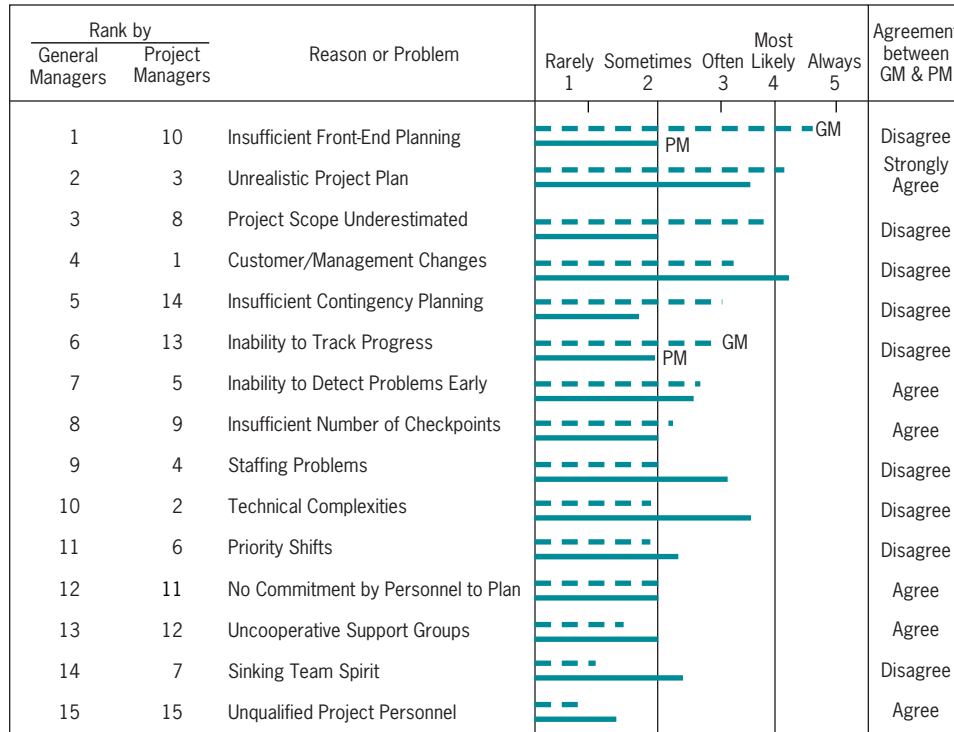 Rank by
General Managers
Project Managers
Reason or Problem
Rarely 1
Sometimes 2
Often 3
Most Likely 4
Always 5
Agreement
between
GM & PM
1 10 Insufficient Front-End Planning GM PM Disagree
2 3 Unrealistic Project Plan Strongly Agree
3 8 Project Scope Underestimated Disagree
4 1 Customer/Management Changes Disagree
5 14 Insufficient Contingency Planning Disagree
6 13 Inability to Track Progress GM PM Disagree
7 5 Inability to Detect Problems Early Agree
8 9 Insufficient Number of Checkpoints Agree
9 4 Staffing Problems Disagree
10 2 Technical Complexities Disagree
11 6 Priority Shifts Disagree
12 11 No Commitment by Personnel to Plan Agree
13 12 Uncooperative Support Groups Agree
14 7 Sinking Team Spirit Disagree
15 15 Unqualified Project Personnel Agree